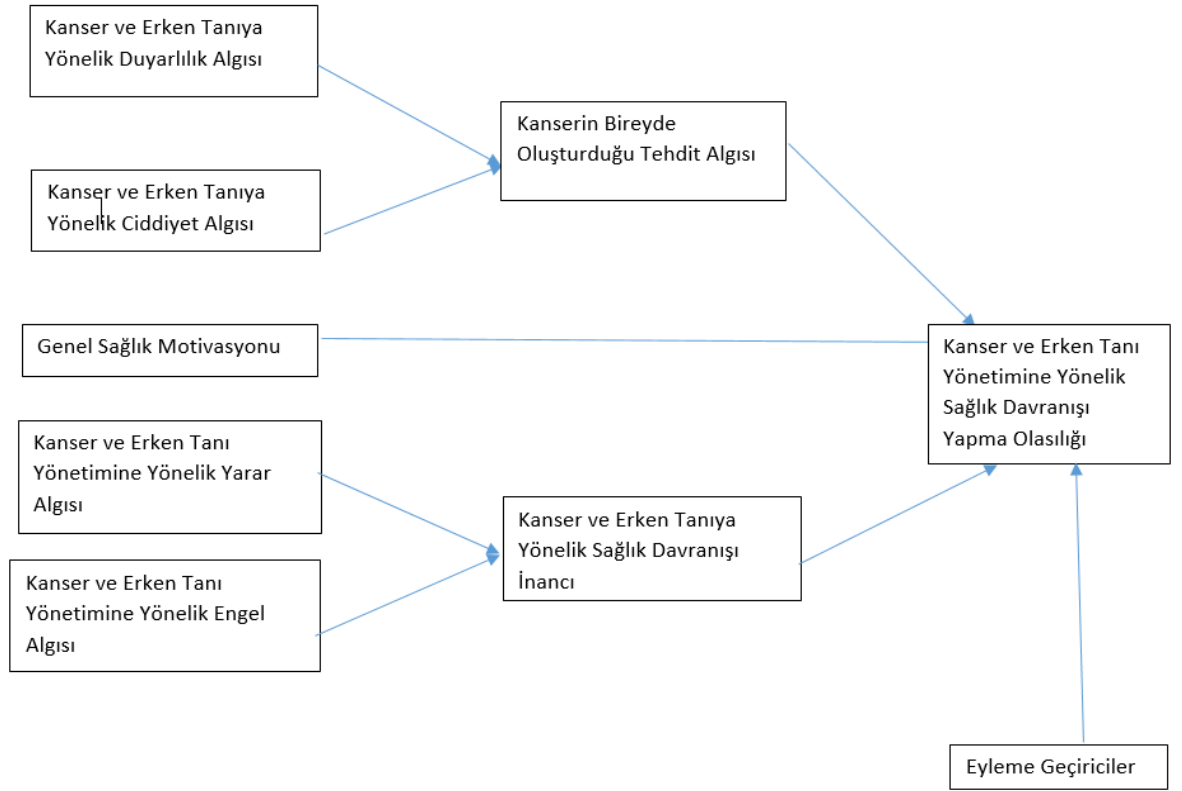 Kanser ve Erken Tanıya
Yönelik Duyarlılık Algısı
Kanserin Bireyde
Oluşturduğu Tehdit Algısı
Kanser ve Erken Tanıya
Yönelik Ciddiyet Algısı
Genel Sağlık Motivasyonu
Kanser ve Erken Tanı
Yönetimine Yönelik
Sağlık Davranışı
Yapma Olasılığı
Kanser ve Erken Tanı
Yönetimine Yönelik Yarar
Algısı
Kanser ve Erken Tanıya
Yönelik Sağlık Davranışı
İnancı
Kanser ve Erken Tanı
Yönetimine Yönelik Engel
Algısı
Eyleme Geçiriciler